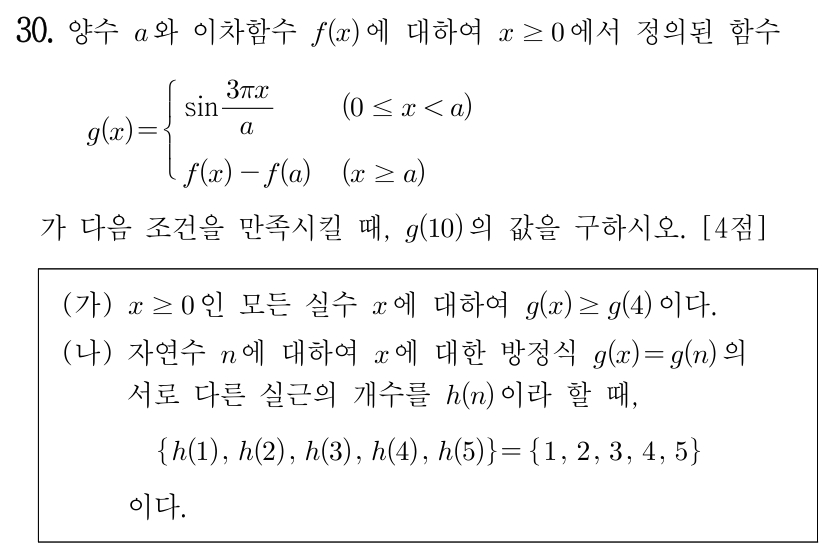 30. 양수 a와 이차함수 f(x)에 대하여 x ≥ 0에서 정의된 함수
g(x) = { sin 3πx/a (0 ≤ x < a)
f(x) − f(a) (x ≥ a)
가 다음 조건을 만족시킬 때, g(10)의 값을 구하시오. [4점]
(가) x ≥ 0인 모든 실수 x에 대하여 g(x) ≥ g(4)이다.
(나) 자연수 n에 대하여 x에 대한 방정식 g(x) = g(n)의
서로 다른 실근의 개수를 h(n)이라 할 때,
{h(1), h(2), h(3), h(4), h(5)} = {1, 2, 3, 4, 5}
이다.